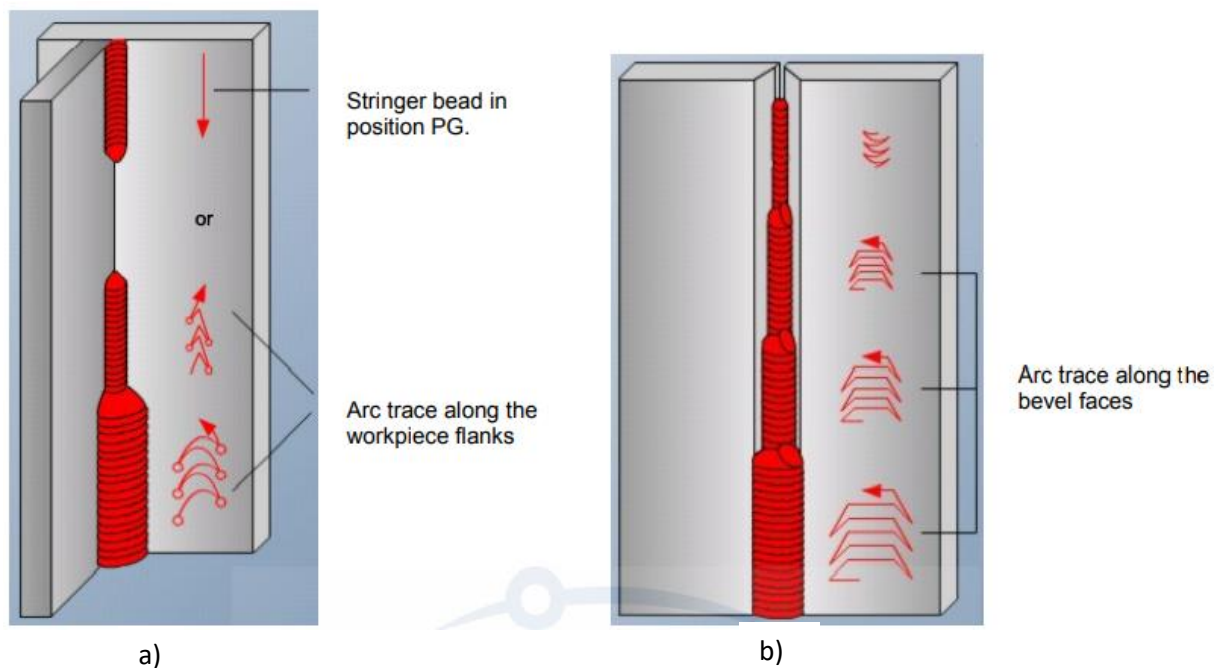 Stringer bead in
position PG.
or
Arc trace along the
workpiece flanks
a)
Arc trace along the
bevel faces
b)